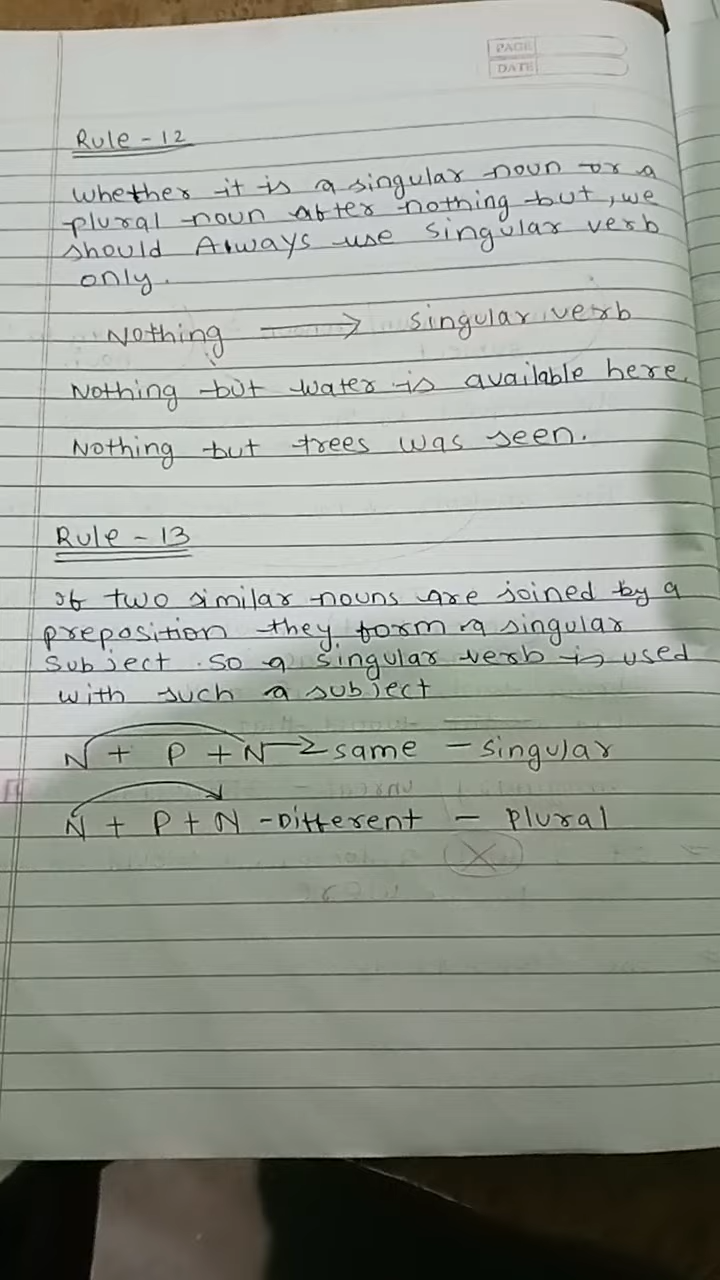 PAGE
DATE
Rule - 12
Whether it is a singular noun or a
plural noun after nothing but, we
should Always use singular verb
only.
Nothing → singular verb
Nothing but water is available here.
Nothing but trees was seen.
Rule - 13
If two similar nouns are joined by a
preposition they form a singular
subject. so a singular verb is used
with such a subject
N + P + N → same - singular
N + P + N - Different - plural